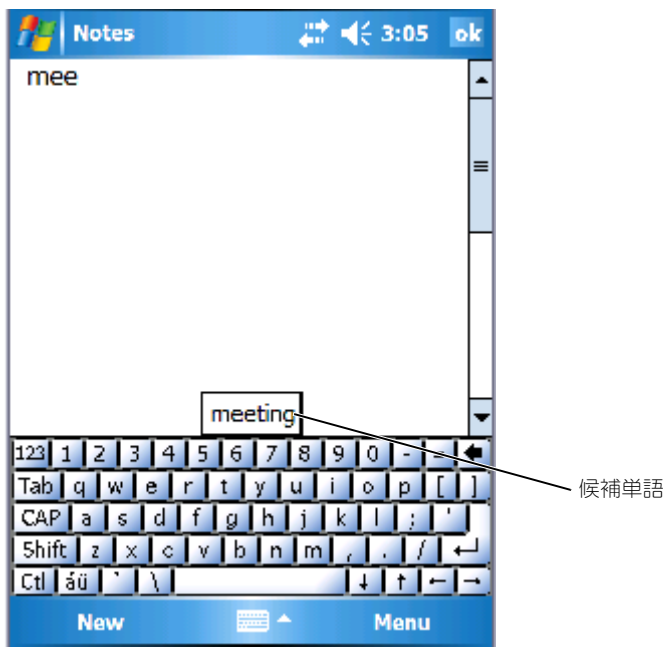 Notes 3:05 ok
mee
meeting
123 1 2 3 4 5 6 7 8 9 0 - =
Tab q w e r t y u i o p [ ]
候補単語
CAP a s d f g h j k l ; '
Shift z x c v b n m , . / 
Ctl áü ` \ ↓ ↑ ← →
New Menu